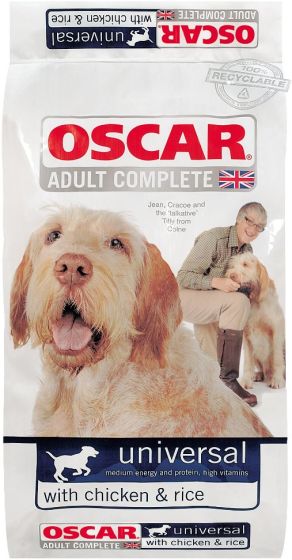 OSCAR
ADULT COMPLETE
universal
with chicken & rice
100%
RECYCLABLE
OSCAR®
ADULT COMPLETE
Jean, Cracoe and
the 'talkative'
Tilly from
Colne
universal
medium energy and protein, high vitamins
with chicken & rice
OSCAR
ADULT COMPLETE
universal
with chicken & rice